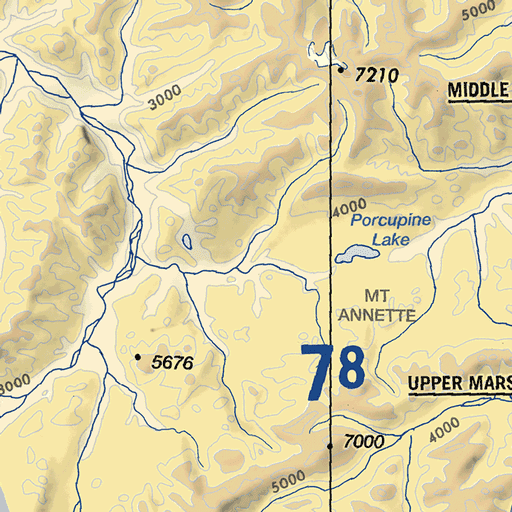 5000
7210
3000
MIDDLE
4000
Porcupine
Lake
MT
ANNETTE
78
5676
3000
UPPER MARS
7000
4000
5000